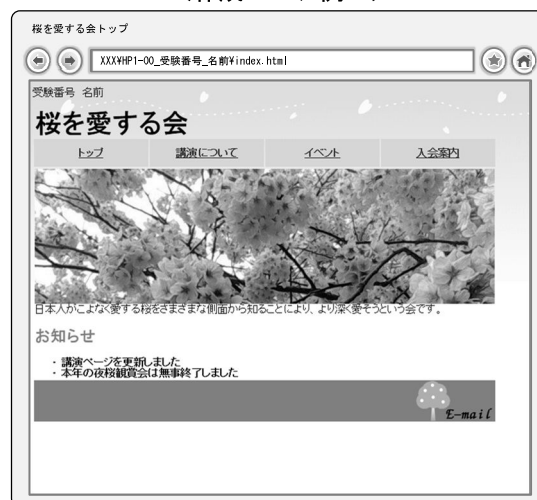 桜を愛する会トップ
XXX¥HP1-00_受験番号_名前¥index.html
受験番号 名前
桜を愛する会
トップ 講演について イベント 入会案内
日本人がこよなく愛する桜をさまざまな側面から知ることにより、より深く愛そうという会です。
お知らせ
・講演ページを更新しました
・本年の夜桜観賞会は無事終了しました
E-mail